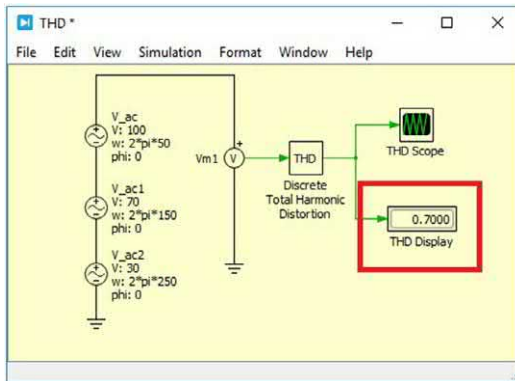 THD *
File Edit View Simulation Format Window Help
V_ac
V: 100
w: 2*pi*50
phi: 0
V_ac1
V: 70
w: 2*pi*150
phi: 0
V_ac2
V: 30
w: 2*pi*250
phi: 0
Vm1
V
+
THD
Discrete
Total Harmonic
Distortion
THD Scope
0.7000
THD Display